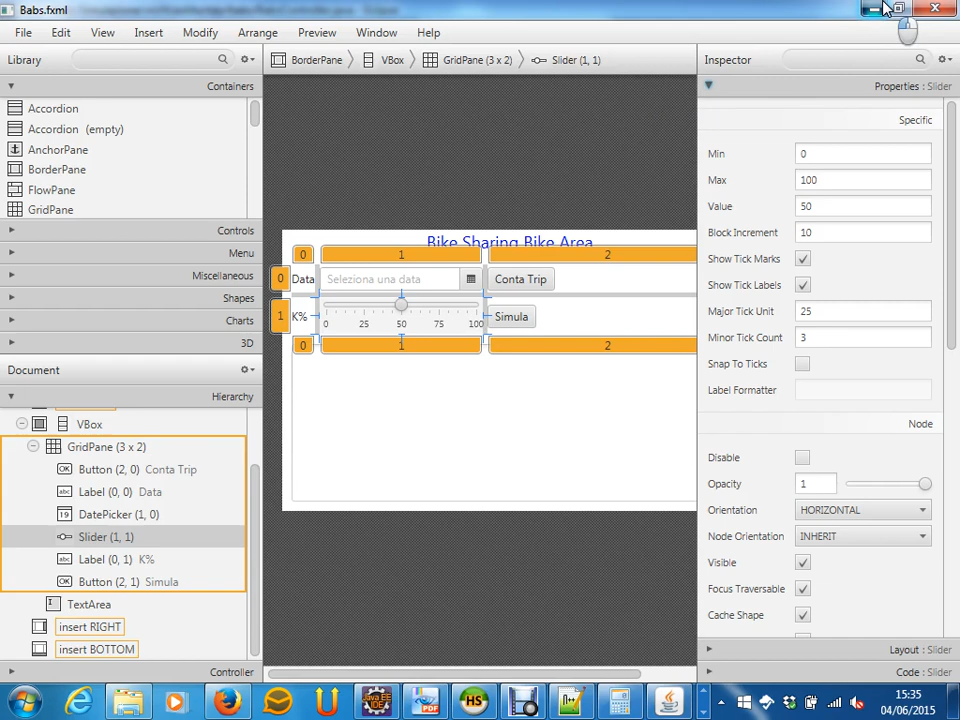 Babs.fxml
File Edit View Insert Modify Arrange Preview Window Help
Library
BorderPane VBox GridPane (3 x 2) Slider (1, 1)
Inspector
Containers
Accordion
Accordion (empty)
AnchorPane
BorderPane
FlowPane
GridPane
Controls
Menu
Miscellaneous
Shapes
Charts
3D
Document
Hierarchy
VBox
GridPane (3 x 2)
Button (2, 0) Conta Trip
Label (0, 0) Data
DatePicker (1, 0)
Slider (1, 1)
Label (0, 1) K%
Button (2, 1) Simula
TextArea
insert RIGHT
insert BOTTOM
Controller
Bike Sharing Bike Area
0 1 2
0 Data Seleziona una data Conta Trip
1 K% 0 25 50 75 100 Simula
0 1 2
Properties : Slider
Specific
Min 0
Max 100
Value 50
Block Increment 10
Show Tick Marks
Show Tick Labels
Major Tick Unit 25
Minor Tick Count 3
Snap To Ticks
Label Formatter
Node
Disable
Opacity 1
Orientation HORIZONTAL
Node Orientation INHERIT
Visible
Focus Traversable
Cache Shape
Layout : Slider
Code : Slider
15:35
04/06/2015